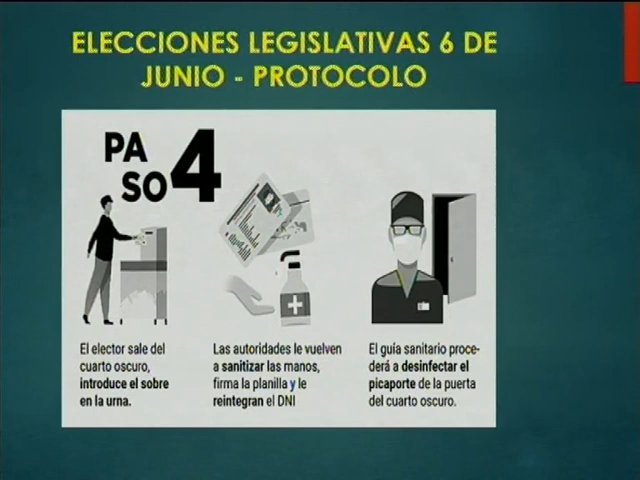 ELECCIONES LEGISLATIVAS 6 DE
JUNIO - PROTOCOLO
PA
SO 4
El elector sale del
cuarto oscuro,
introduce el sobre
en la urna.
Las autoridades le vuelven
a sanitizar las manos,
firma la planilla y le
reintegran el DNI
El guía sanitario proce-
derá a desinfectar el
picaporte de la puerta
del cuarto oscuro.